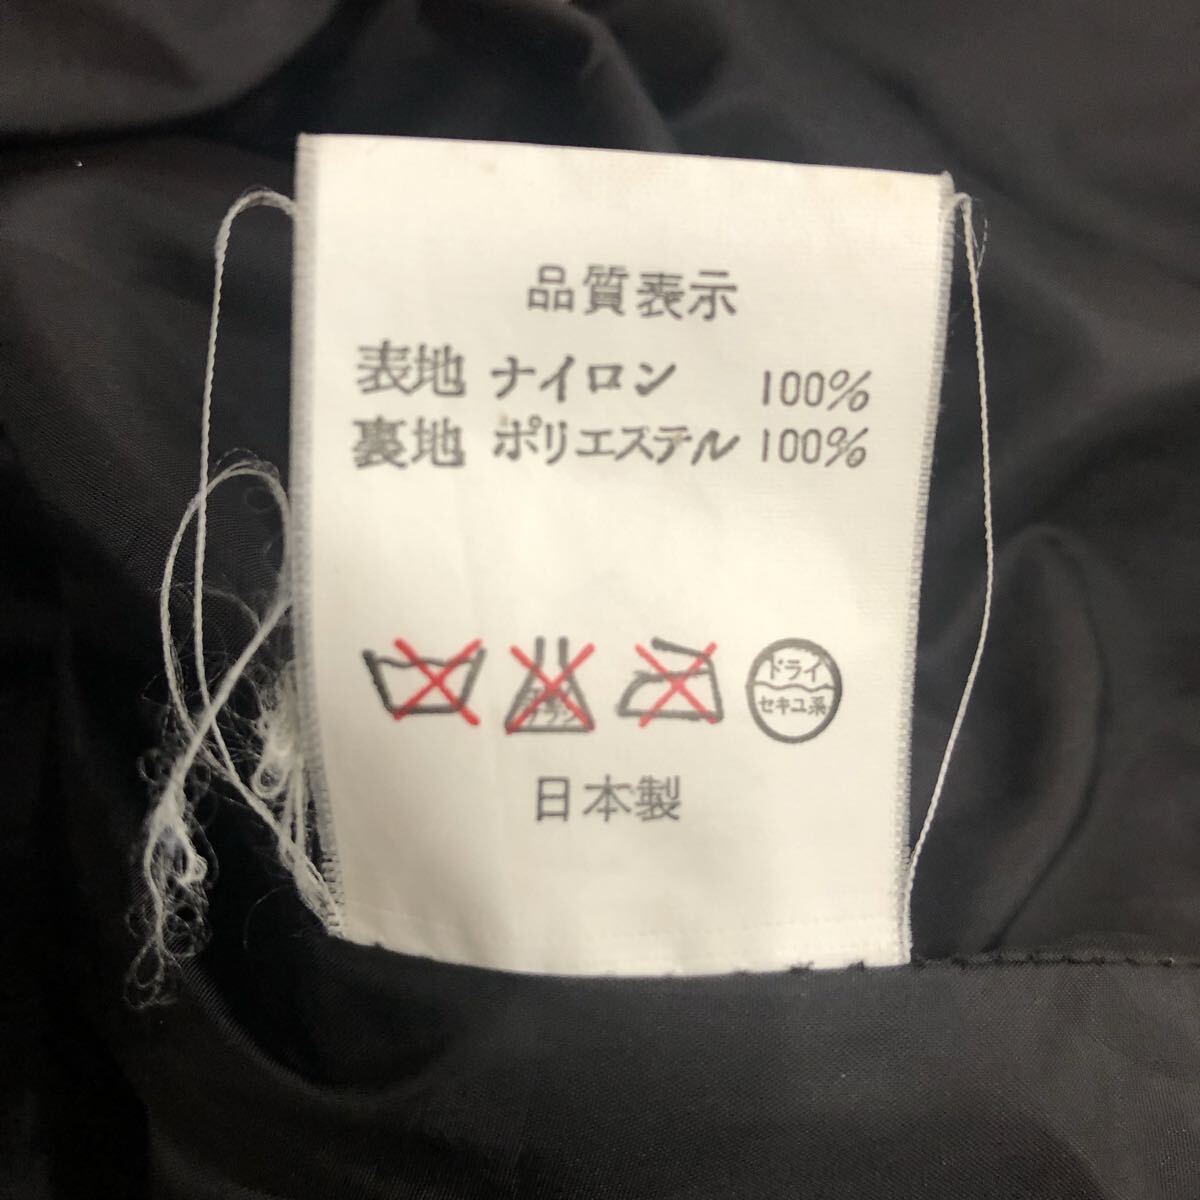 品質表示
表地 ナイロン 100%
裏地 ポリエステル 100%
ドライ
セキユ系
日本製